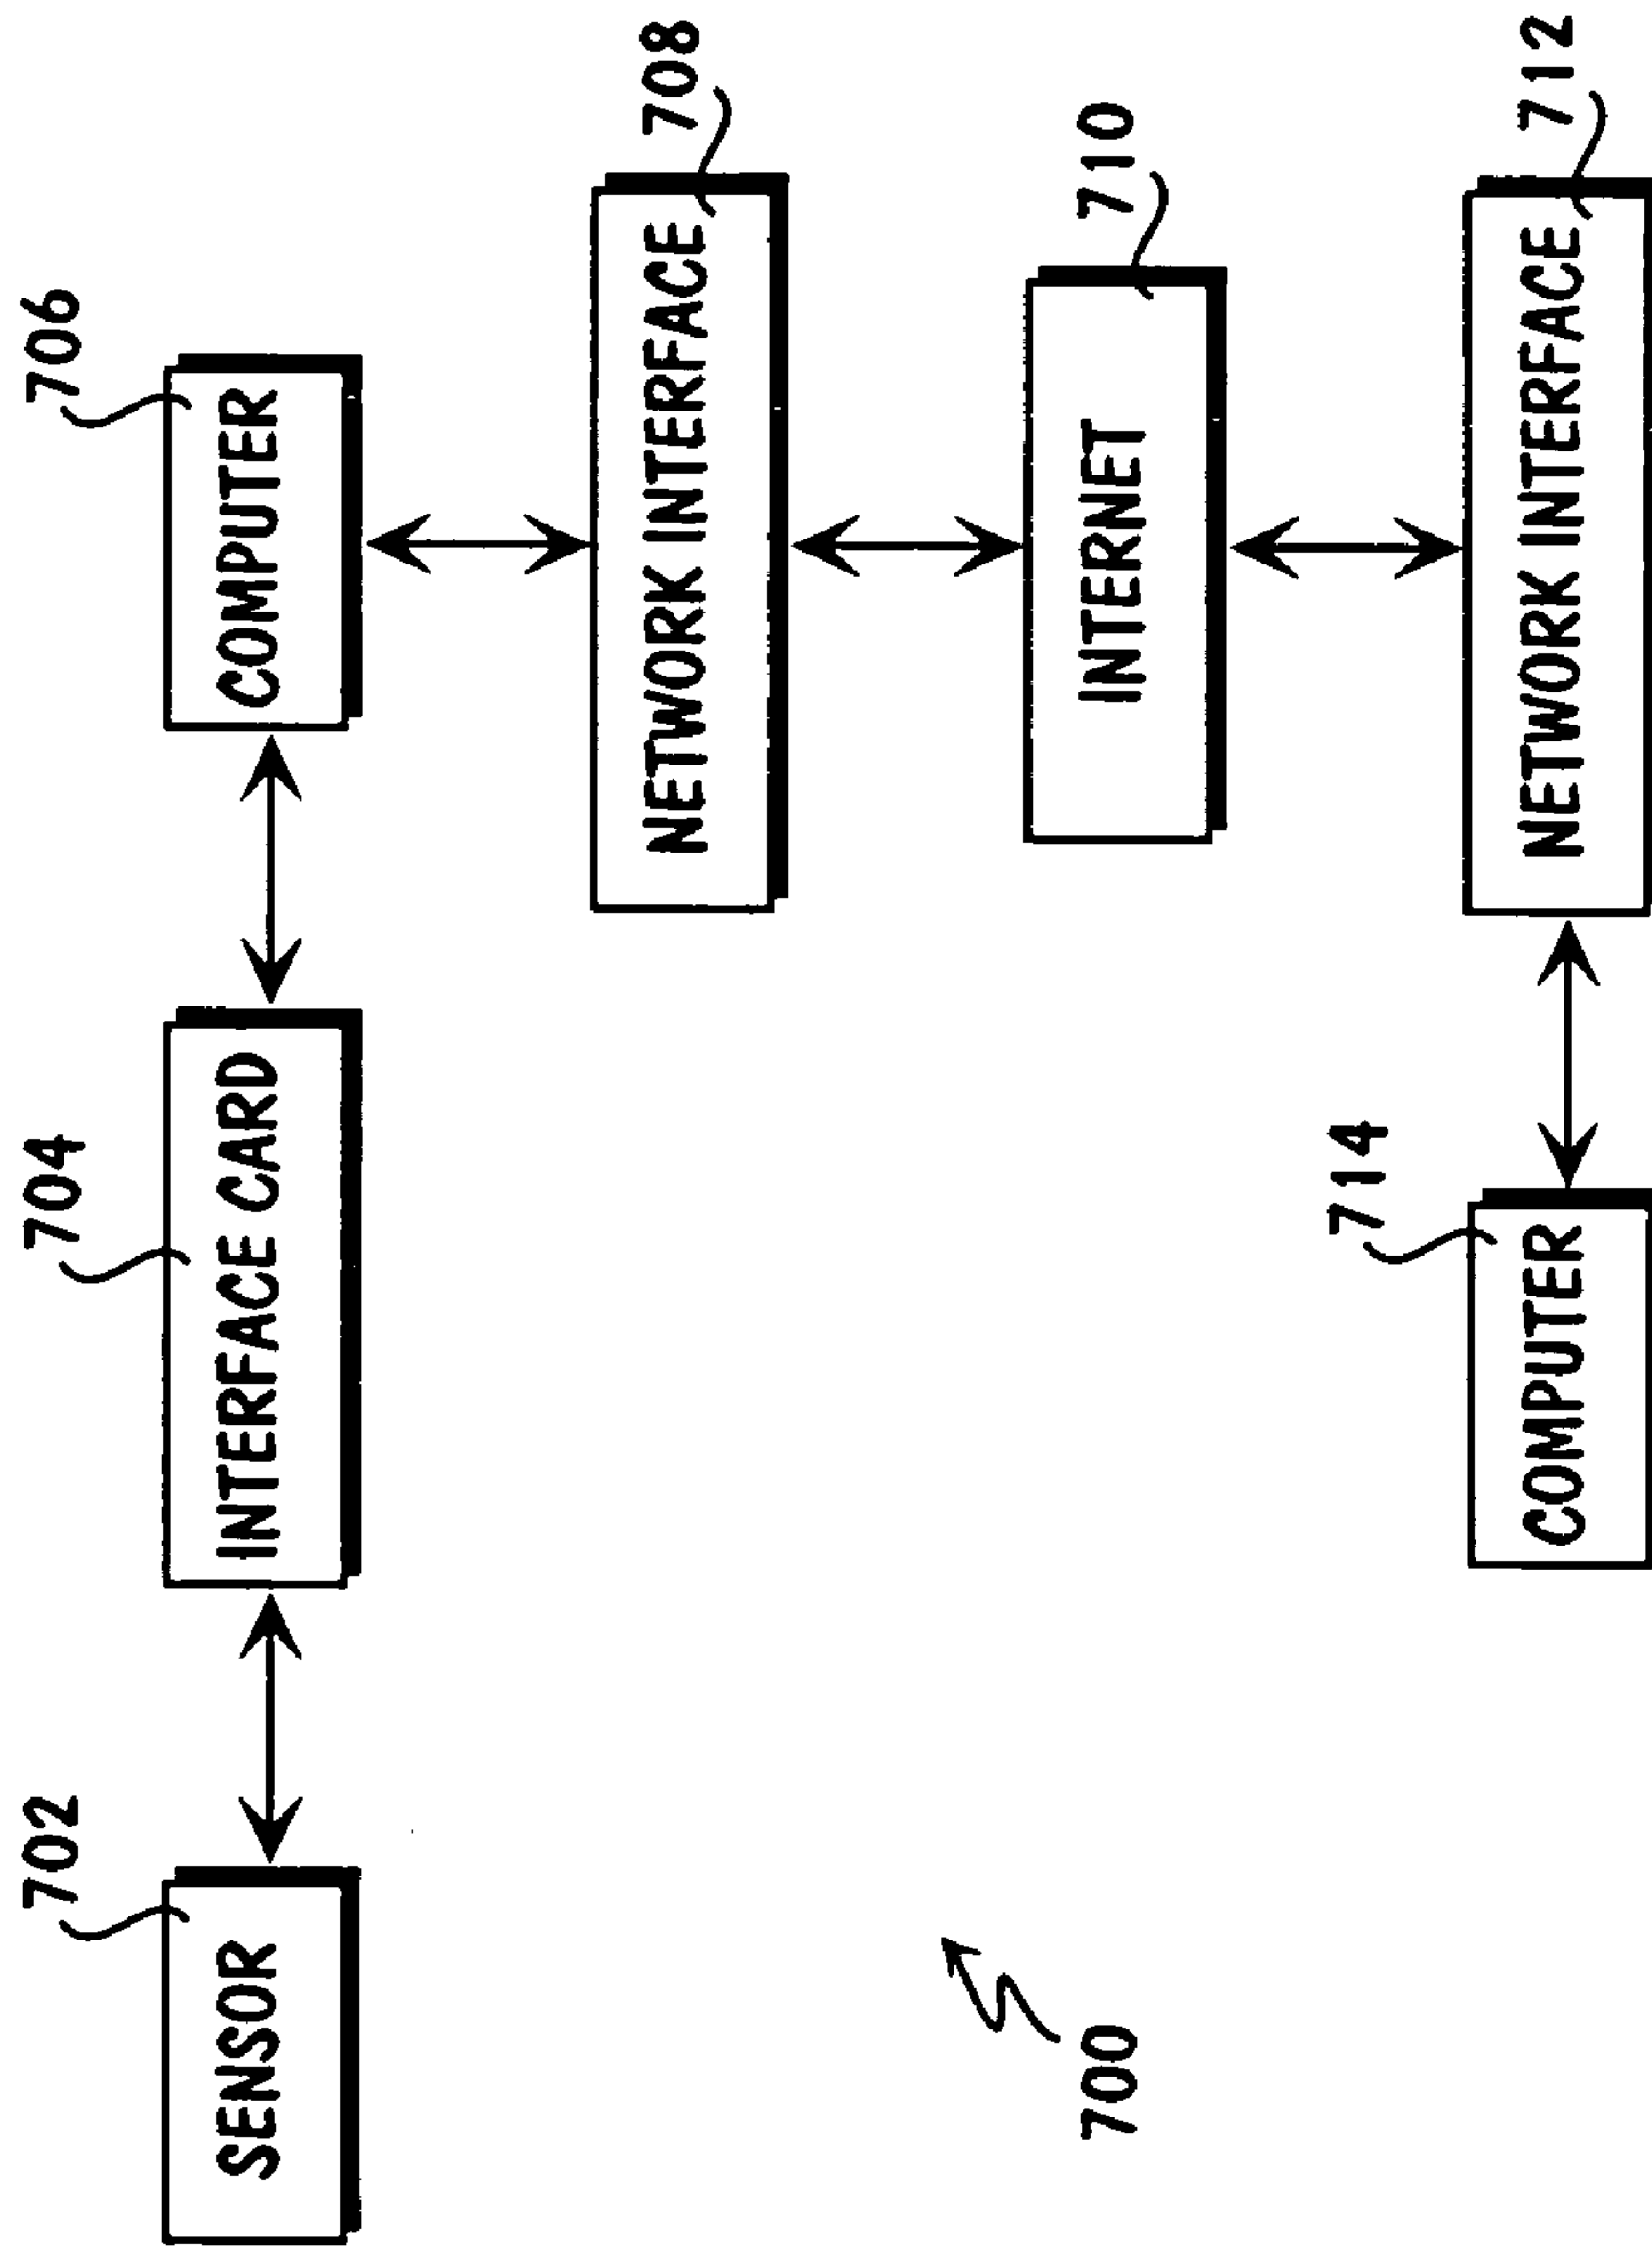 702
SENSOR
704
INTERFACE CARD
706
COMPUTER
708
NETWORK INTERFACE
710
INTERNET
712
NETWORK INTERFACE
714
COMPUTER
700